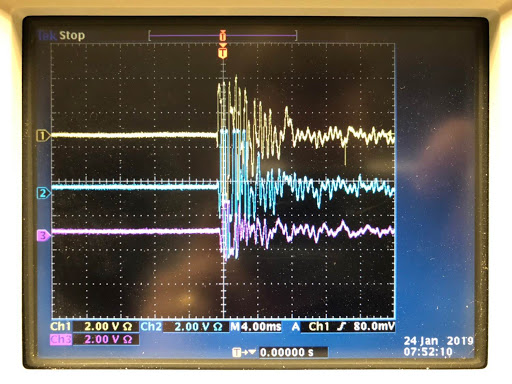 Tek Stop
U
T
1
2
3
Ch1 2.00 V Ω Ch2 2.00 V Ω M 4.00ms A Ch1 80.0mV
Ch3 2.00 V Ω
24 Jan 2019
T 0.00000 s
07:52:10